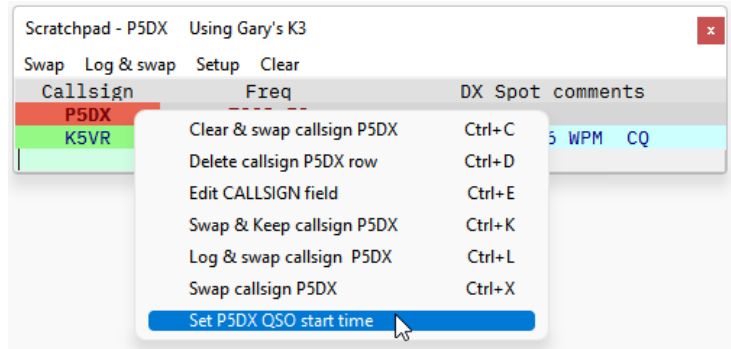 Scratchpad - P5DX Using Gary's K3 x
Swap Log & swap Setup Clear
Callsign Freq DX Spot comments
P5DX
K5VR WPM CQ
Clear & swap callsign P5DX Ctrl+C
Delete callsign P5DX row Ctrl+D
Edit CALLSIGN field Ctrl+E
Swap & Keep callsign P5DX Ctrl+K
Log & swap callsign P5DX Ctrl+L
Swap callsign P5DX Ctrl+X
Set P5DX QSO start time